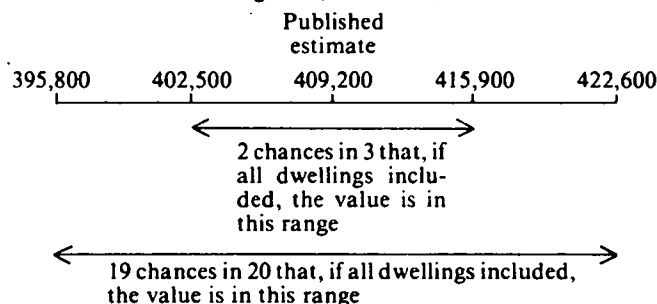 Published
estimate
395,800 402,500 409,200 415,900 422,600
2 chances in 3 that, if
all dwellings inclu-
ded, the value is in
this range
19 chances in 20 that, if all dwellings included,
the value is in this range